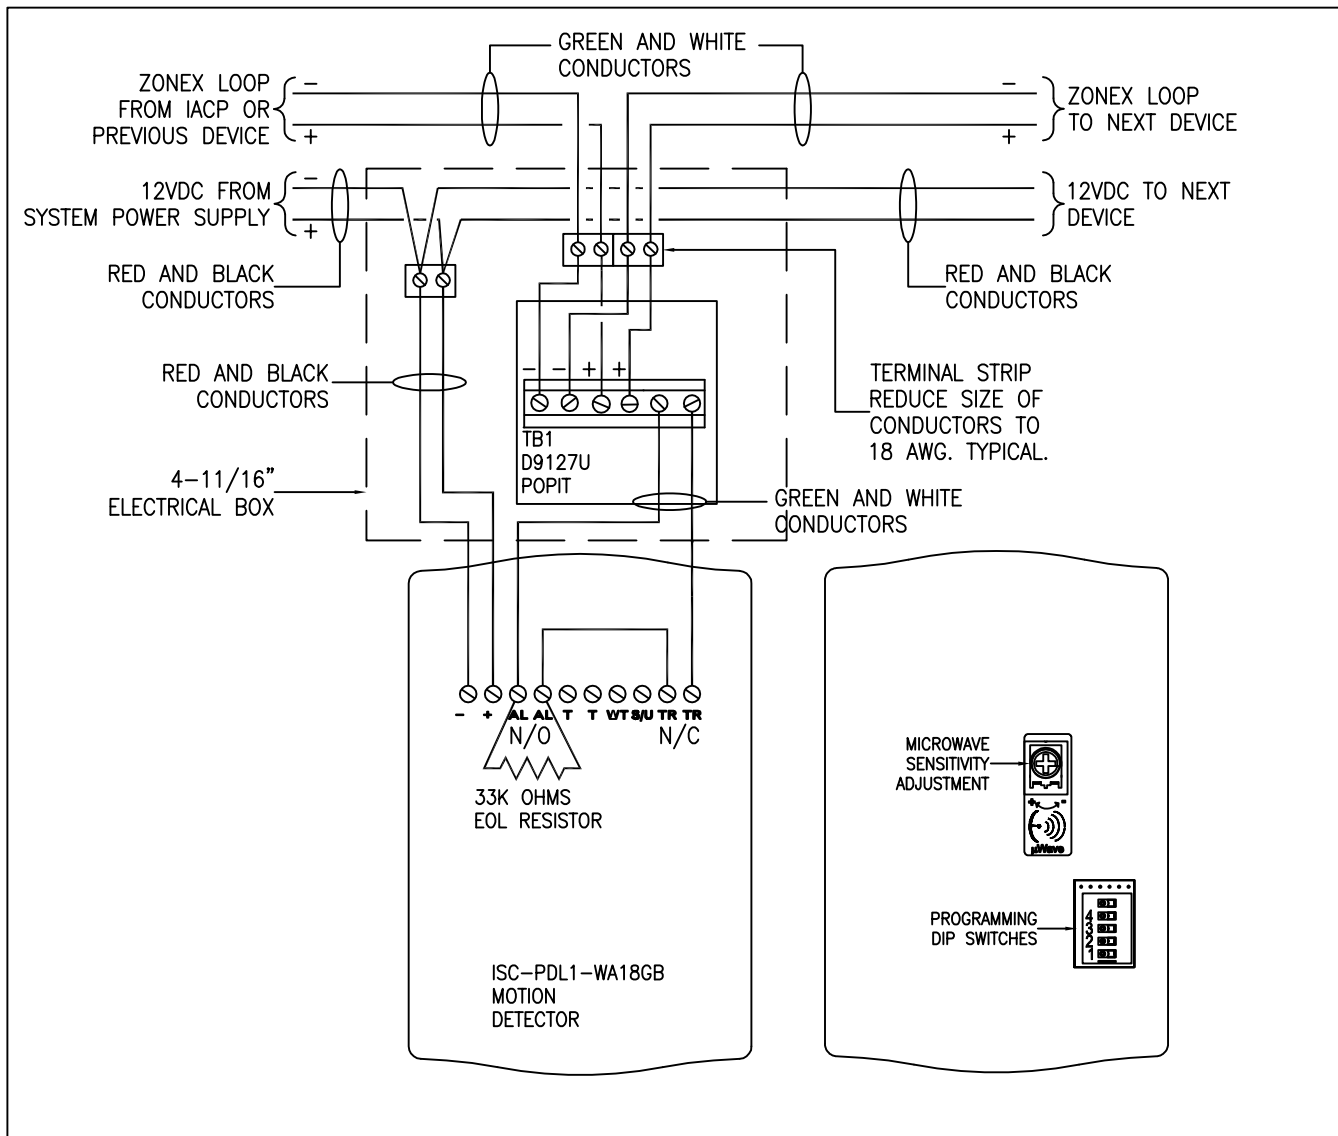 GREEN AND WHITE
CONDUCTORS
ZONEX LOOP
FROM IACP OR
PREVIOUS DEVICE
−
+
−
+
ZONEX LOOP
TO NEXT DEVICE
12VDC FROM
SYSTEM POWER SUPPLY
−
+
12VDC TO NEXT
DEVICE
RED AND BLACK
CONDUCTORS
RED AND BLACK
CONDUCTORS
RED AND BLACK
CONDUCTORS
− − + +
TERMINAL STRIP
REDUCE SIZE OF
CONDUCTORS TO
18 AWG. TYPICAL.
TB1
D9127U
POPIT
4-11/16"
ELECTRICAL BOX
GREEN AND WHITE
CONDUCTORS
- + AL AL T T WT S/U TR TR
N/O N/C
33K OHMS
EOL RESISTOR
ISC-PDL1-WA18GB
MOTION
DETECTOR
MICROWAVE
SENSITIVITY
ADJUSTMENT
+ -
µWave
PROGRAMMING
DIP SWITCHES
4
3
2
1